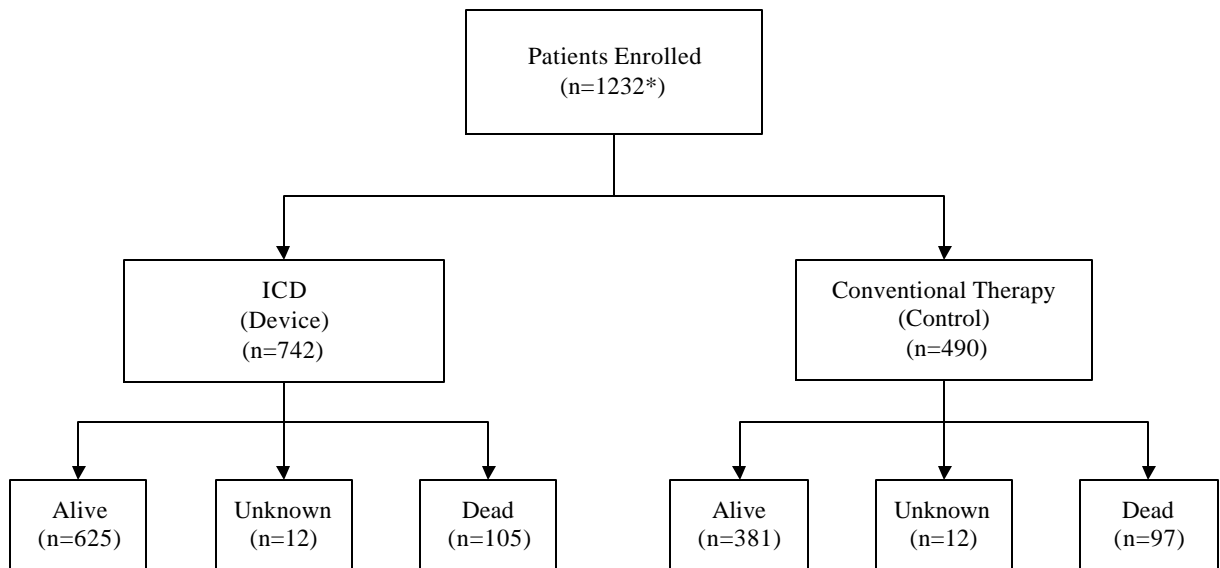 Patients Enrolled
(n=1232*)
ICD
(Device)
(n=742)
Conventional Therapy
(Control)
(n=490)
Alive
(n=625)
Unknown
(n=12)
Dead
(n=105)
Alive
(n=381)
Unknown
(n=12)
Dead
(n=97)